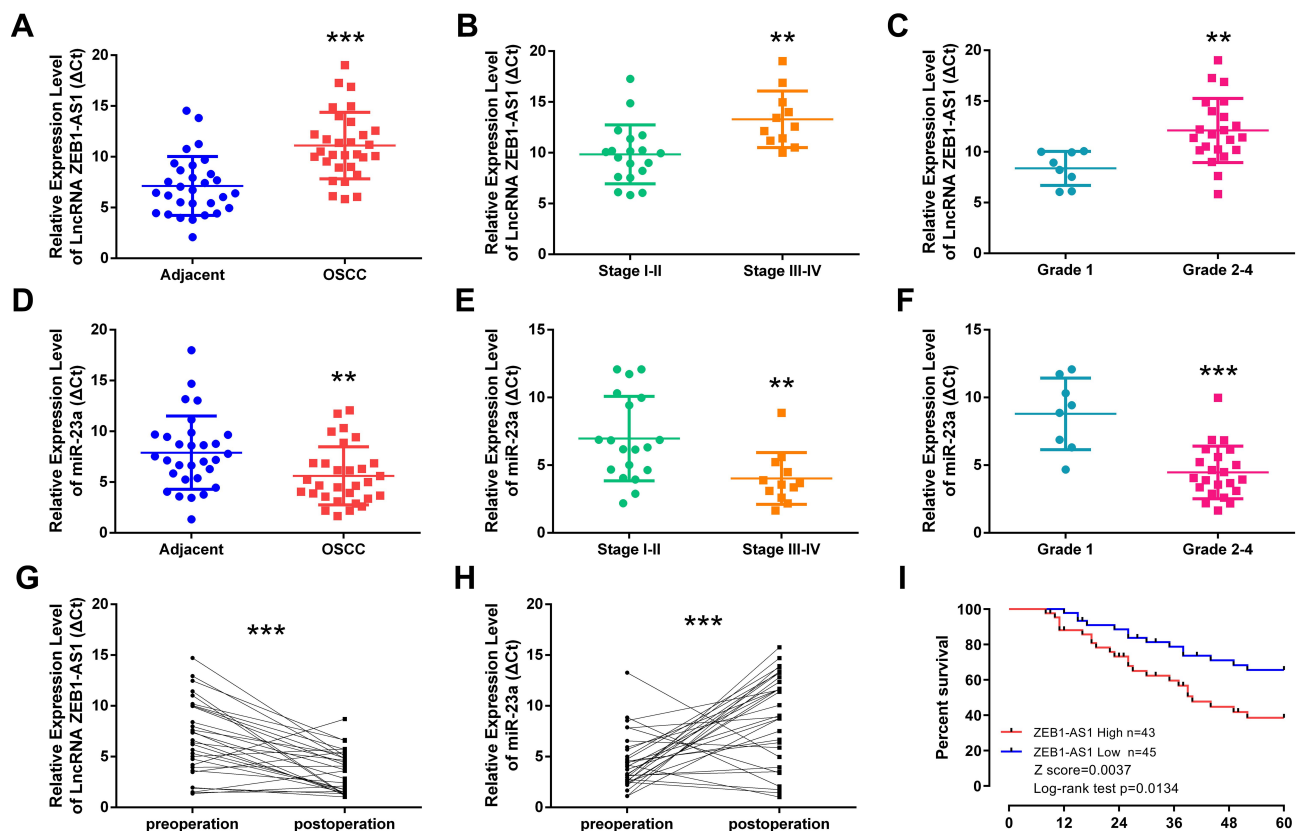 A
Relative Expression Level
of LncRNA ZEB1-AS1 (ΔCt)
20
15
10
5
0
***
Adjacent
OSCC
B
Relative Expression Level
of LncRNA ZEB1-AS1 (ΔCt)
20
15
10
5
0
**
Stage I-II
Stage III-IV
C
Relative Expression Level
of LncRNA ZEB1-AS1 (ΔCt)
20
15
10
5
0
**
Grade 1
Grade 2-4
D
Relative Expression Level
of miR-23a (ΔCt)
20
15
10
5
0
**
Adjacent
OSCC
E
Relative Expression Level
of miR-23a (ΔCt)
15
10
5
0
**
Stage I-II
Stage III-IV
F
Relative Expression Level
of miR-23a (ΔCt)
15
10
5
0
***
Grade 1
Grade 2-4
G
Relative Expression Level
of LncRNA ZEB1-AS1 (ΔCt)
20
15
10
5
0
***
preoperation
postoperation
H
Relative Expression Level
of miR-23a (ΔCt)
20
15
10
5
0
***
preoperation
postoperation
I
Percent survival
100
80
60
40
20
0
ZEB1-AS1 High n=43
ZEB1-AS1 Low n=45
Z score=0.0037
Log-rank test p=0.0134
0 12 24 36 48 60